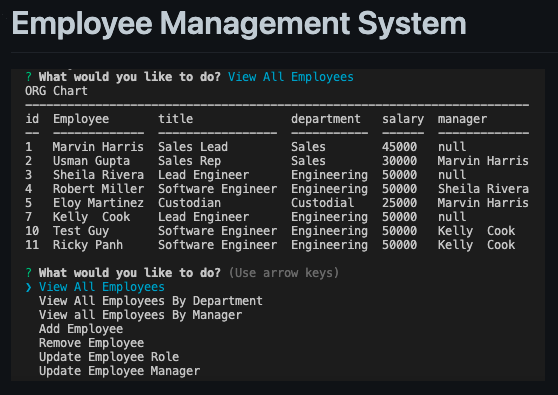 Employee Management System
? What would you like to do? View All Employees
ORG Chart
id  Employee       title              department   salary  manager
--  -------------  -----------------  -----------  ------  -------------
1   Marvin Harris  Sales Lead         Sales        45000   null
2   Usman Gupta    Sales Rep          Sales        30000   Marvin Harris
3   Sheila Rivera  Lead Engineer      Engineering  50000   null
4   Robert Miller  Software Engineer  Engineering  50000   Sheila Rivera
5   Eloy Martinez  Custodian          Custodial    25000   Marvin Harris
7   Kelly  Cook    Lead Engineer      Engineering  50000   null
10  Test Guy       Software Engineer  Engineering  50000   Kelly  Cook
11  Ricky Panh     Software Engineer  Engineering  50000   Kelly  Cook
? What would you like to do? (Use arrow keys)
❯ View All Employees
View All Employees By Department
View all Employees By Manager
Add Employee
Remove Employee
Update Employee Role
Update Employee Manager